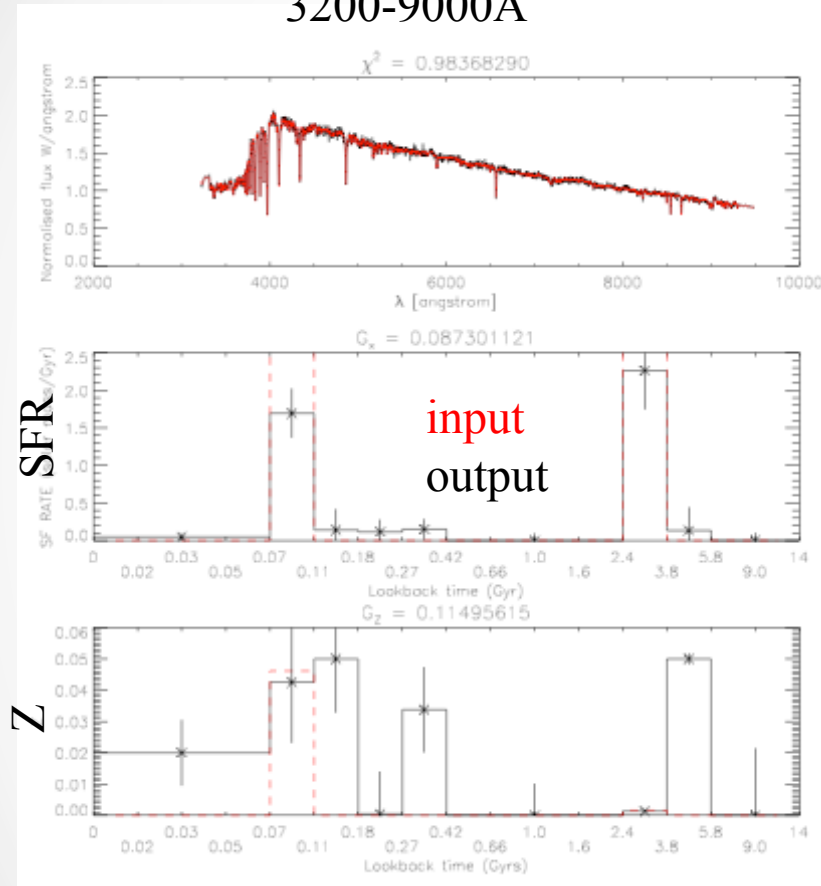 3200-9000A
χ² = 0.98368290
Normalised flux W/angstrom
2.5
2.0
1.5
1.0
0.5
0.0
2000 4000 6000 8000 10000
λ [angstrom]
Gₓ = 0.087301121
SFR
SF RATE
/Gyr)
2.5
2.0
1.5
1.0
0.5
0.0
input
output
0 0.03 0.07 0.18 0.42 1.0 2.4 5.8 14
0.02 0.05 0.11 0.27 0.66 1.6 3.8 9.0
Lookback time (Gyr)
G_Z = 0.11495615
Z
0.06
0.05
0.04
0.03
0.02
0.01
0.00
0 0.03 0.07 0.18 0.42 1.0 2.4 5.8 14
0.02 0.05 0.11 0.27 0.66 1.6 3.8 9.0
Lookback time (Gyrs)